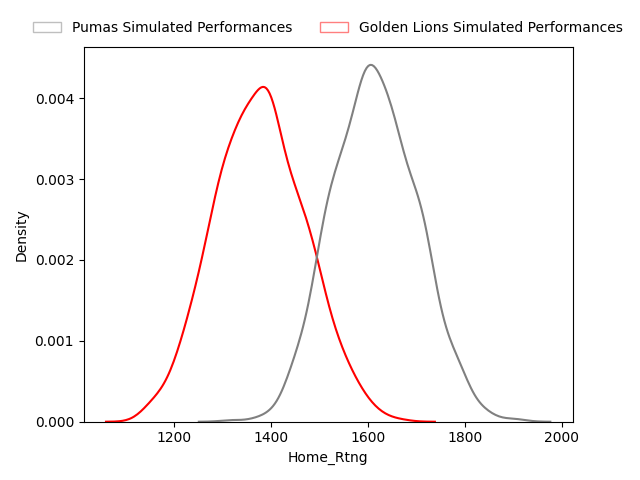 Pumas Simulated Performances
Golden Lions Simulated Performances
0.004
0.003
0.002
0.001
0.000
Density
1200
1400
1600
1800
2000
Home_Rtng